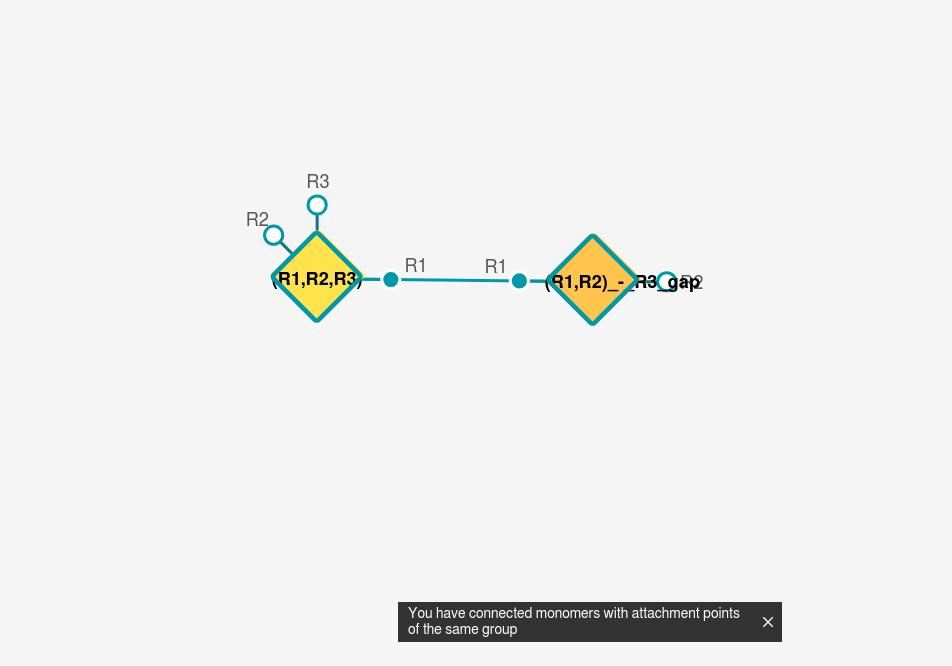 R3
R2
R1
R1
(R1,R2,R3)
(R1,R2)_-_R3_gap
R2
You have connected monomers with attachment points
of the same group